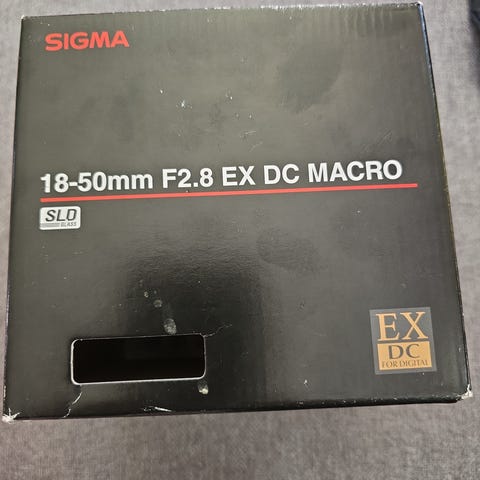 SIGMA
18-50mm F2.8 EX DC MACRO
SLD
GLASS
EX
DC
FOR DIGITAL